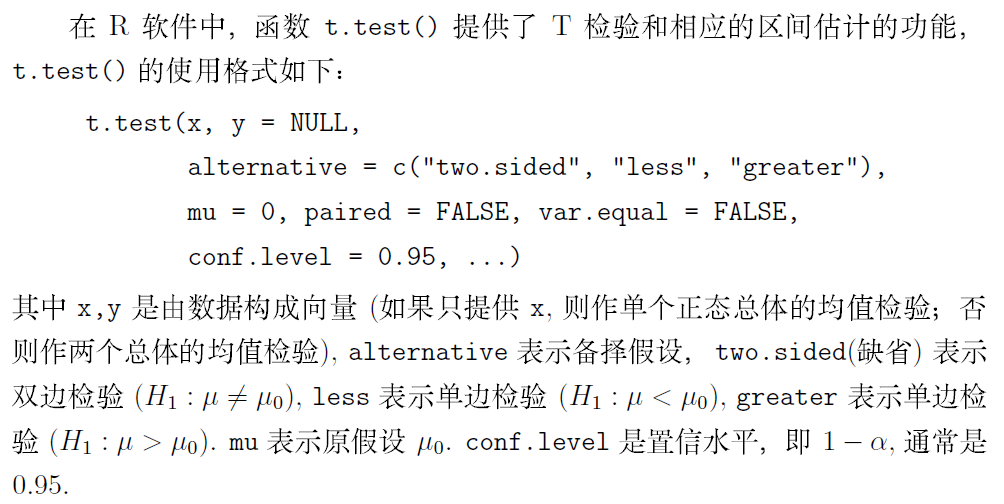 在 R 软件中，函数 t.test() 提供了 T 检验和相应的区间估计的功能，
t.test() 的使用格式如下：
t.test(x, y = NULL,
alternative = c("two.sided", "less", "greater"),
mu = 0, paired = FALSE, var.equal = FALSE,
conf.level = 0.95, ...)
其中 x,y 是由数据构成向量 (如果只提供 x, 则作单个正态总体的均值检验；否
则作两个总体的均值检验), alternative 表示备择假设，two.sided(缺省) 表示
双边检验 (H₁ : μ ≠ μ₀), less 表示单边检验 (H₁ : μ < μ₀), greater 表示单边检
验 (H₁ : μ > μ₀). mu 表示原假设 μ₀. conf.level 是置信水平，即 1 − α, 通常是
0.95.